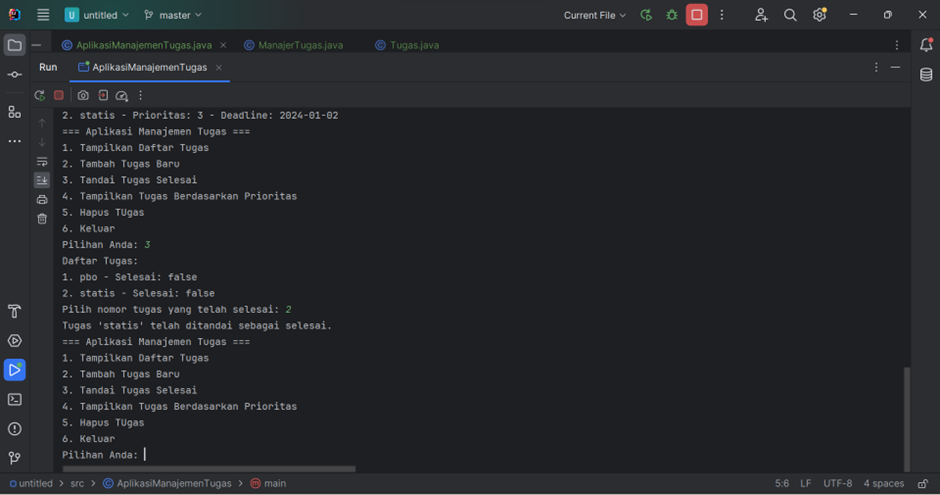 U untitled master Current File
AplikasiManajemenTugas.java ManajerTugas.java Tugas.java
Run AplikasiManajemenTugas
2. statis - Prioritas: 3 - Deadline: 2024-01-02
=== Aplikasi Manajemen Tugas ===
1. Tampilkan Daftar Tugas
2. Tambah Tugas Baru
3. Tandai Tugas Selesai
4. Tampilkan Tugas Berdasarkan Prioritas
5. Hapus TUgas
6. Keluar
Pilihan Anda: 3
Daftar Tugas:
1. pbo - Selesai: false
2. statis - Selesai: false
Pilih nomor tugas yang telah selesai: 2
Tugas 'statis' telah ditandai sebagai selesai.
=== Aplikasi Manajemen Tugas ===
1. Tampilkan Daftar Tugas
2. Tambah Tugas Baru
3. Tandai Tugas Selesai
4. Tampilkan Tugas Berdasarkan Prioritas
5. Hapus TUgas
6. Keluar
Pilihan Anda:
untitled > src > AplikasiManajemenTugas > main 5:6 LF UTF-8 4 spaces